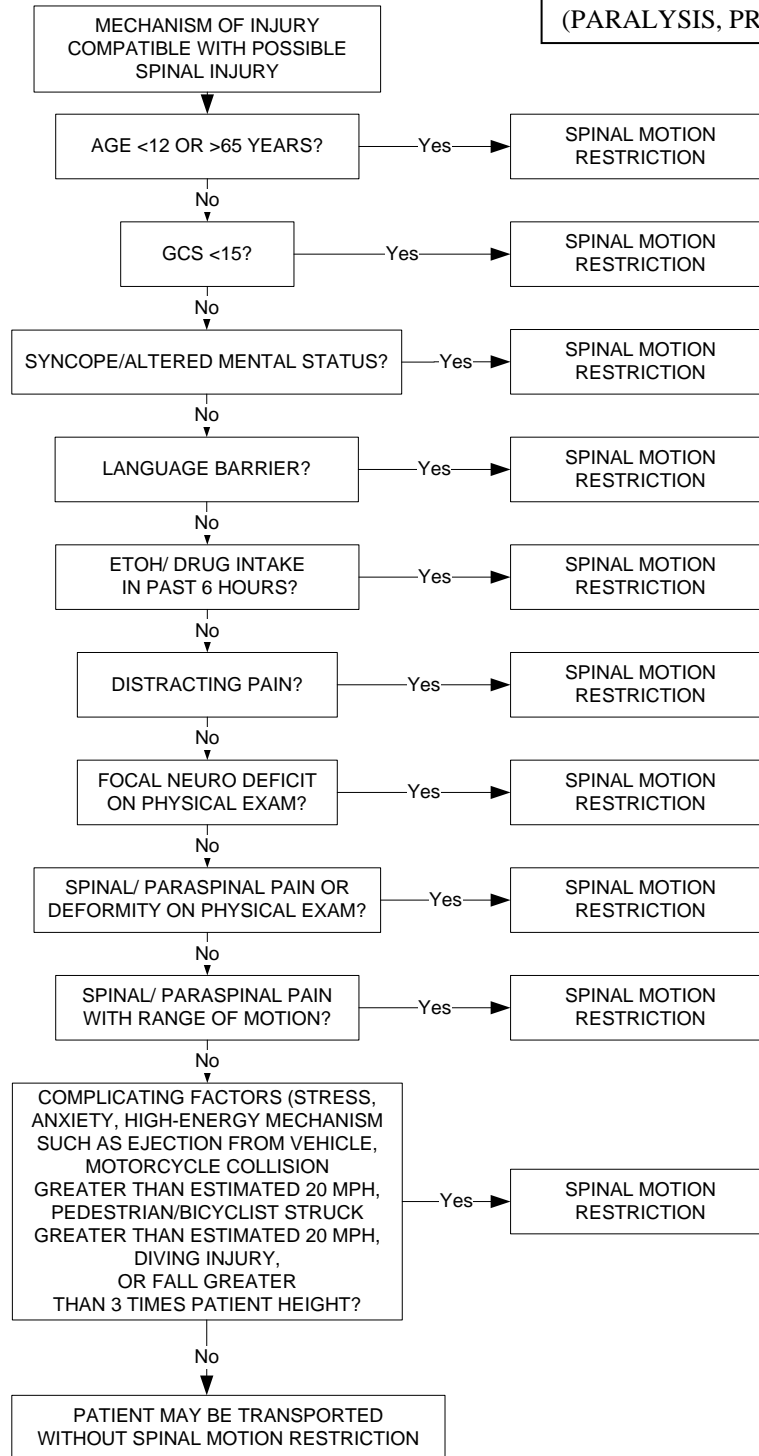 (PARALYSIS, PR
MECHANISM OF INJURY
COMPATIBLE WITH POSSIBLE
SPINAL INJURY
AGE <12 OR >65 YEARS?
Yes
SPINAL MOTION
RESTRICTION
No
GCS <15?
Yes
SPINAL MOTION
RESTRICTION
No
SYNCOPE/ALTERED MENTAL STATUS?
Yes
SPINAL MOTION
RESTRICTION
No
LANGUAGE BARRIER?
Yes
SPINAL MOTION
RESTRICTION
No
ETOH/ DRUG INTAKE
IN PAST 6 HOURS?
Yes
SPINAL MOTION
RESTRICTION
No
DISTRACTING PAIN?
Yes
SPINAL MOTION
RESTRICTION
No
FOCAL NEURO DEFICIT
ON PHYSICAL EXAM?
Yes
SPINAL MOTION
RESTRICTION
No
SPINAL/ PARASPINAL PAIN OR
DEFORMITY ON PHYSICAL EXAM?
Yes
SPINAL MOTION
RESTRICTION
No
SPINAL/ PARASPINAL PAIN
WITH RANGE OF MOTION?
Yes
SPINAL MOTION
RESTRICTION
No
COMPLICATING FACTORS (STRESS,
ANXIETY, HIGH-ENERGY MECHANISM
SUCH AS EJECTION FROM VEHICLE,
MOTORCYCLE COLLISION
GREATER THAN ESTIMATED 20 MPH,
PEDESTRIAN/BICYCLIST STRUCK
GREATER THAN ESTIMATED 20 MPH,
DIVING INJURY,
OR FALL GREATER
THAN 3 TIMES PATIENT HEIGHT?
Yes
SPINAL MOTION
RESTRICTION
No
PATIENT MAY BE TRANSPORTED
WITHOUT SPINAL MOTION RESTRICTION